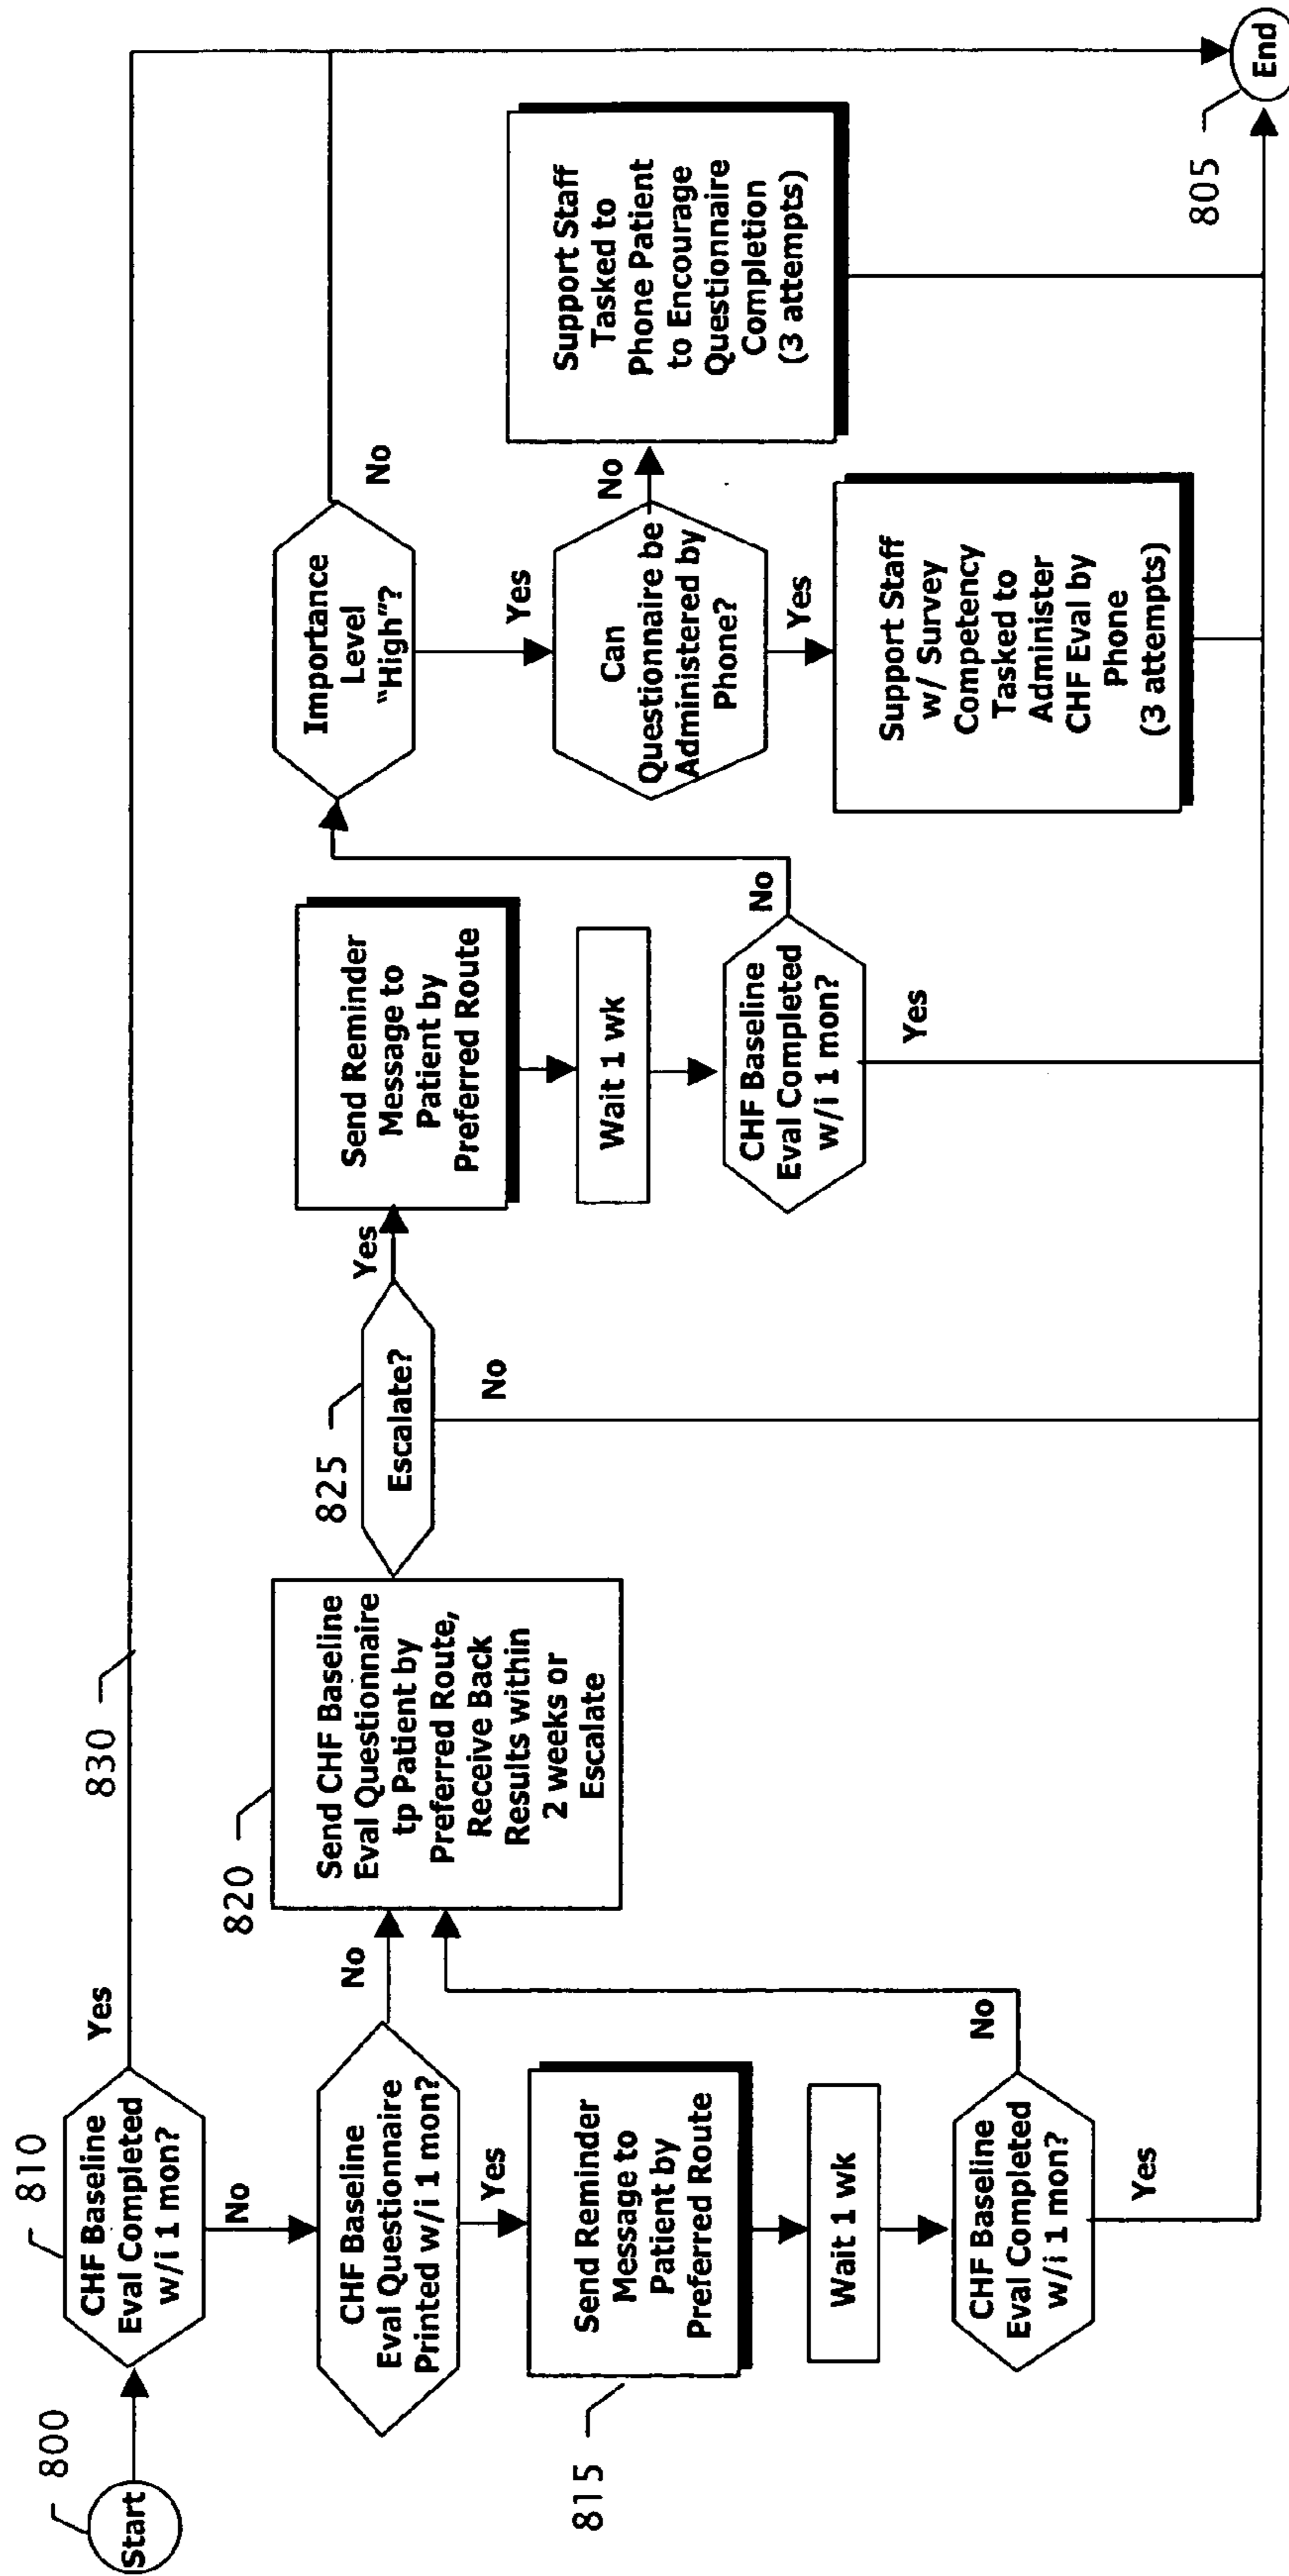 800
Start
810
CHF Baseline
Eval Completed
w/i 1 mon?
Yes
830
No
CHF Baseline
Eval Questionnaire
Printed w/i 1 mon?
No
Yes
815
Send Reminder
Message to
Patient by
Preferred Route
Wait 1 wk
CHF Baseline
Eval Completed
w/i 1 mon?
No
Yes
820
Send CHF Baseline
Eval Questionnaire
tp Patient by
Preferred Route,
Receive Back
Results within
2 weeks or
Escalate
825
Escalate?
Yes
No
Send Reminder
Message to
Patient by
Preferred Route
Wait 1 wk
CHF Baseline
Eval Completed
w/i 1 mon?
No
Yes
Importance
Level
"High"?
No
Yes
Can
Questionnaire be
Administered by
Phone?
No
Yes
Support Staff
Tasked to
Phone Patient
to Encourage
Questionnaire
Completion
(3 attempts)
Support Staff
w/ Survey
Competency
Tasked to
Administer
CHF Eval by
Phone
(3 attempts)
805
End